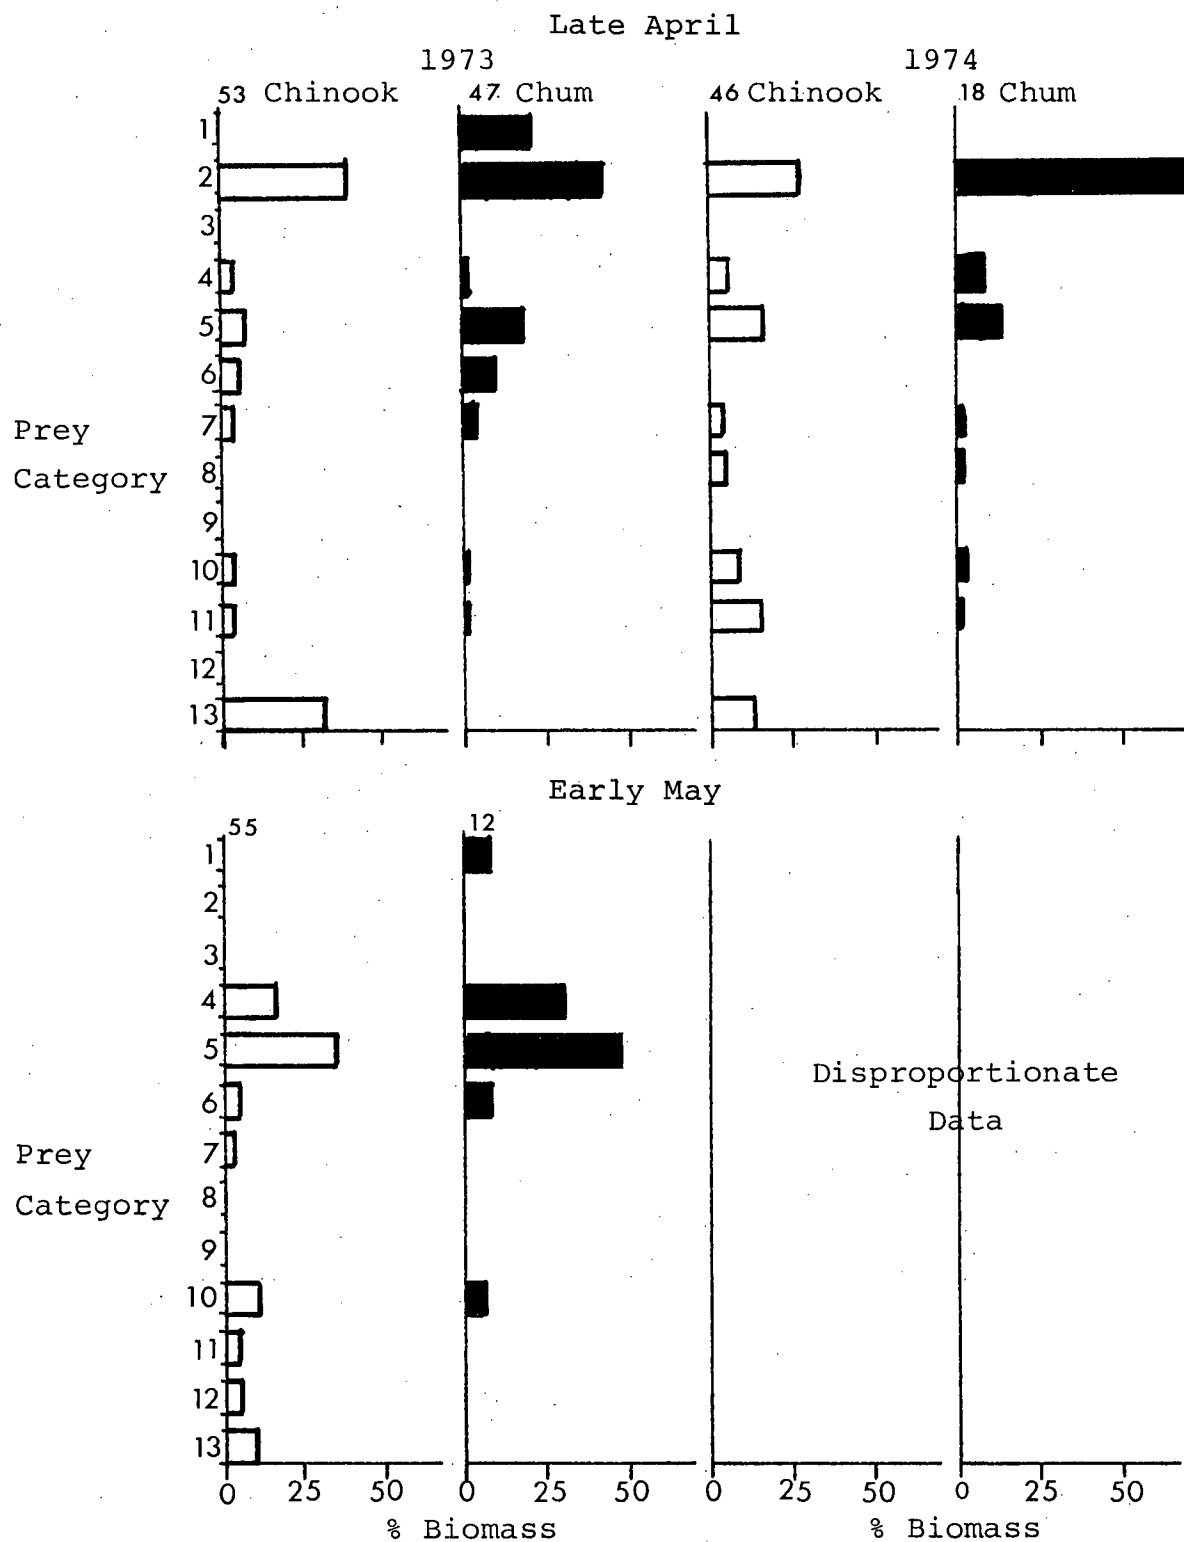 Late April
1973 1974
53 Chinook 47 Chum 46 Chinook 18 Chum
1
2
3
4
5
6
7
8
9
10
11
12
13
Prey
Category
Early May
55 12
1
2
3
4
5
6
7
8
9
10
11
12
13
Prey
Category
Disproportionate
Data
0 25 50 0 25 50 0 25 50 0 25 50
% Biomass % Biomass